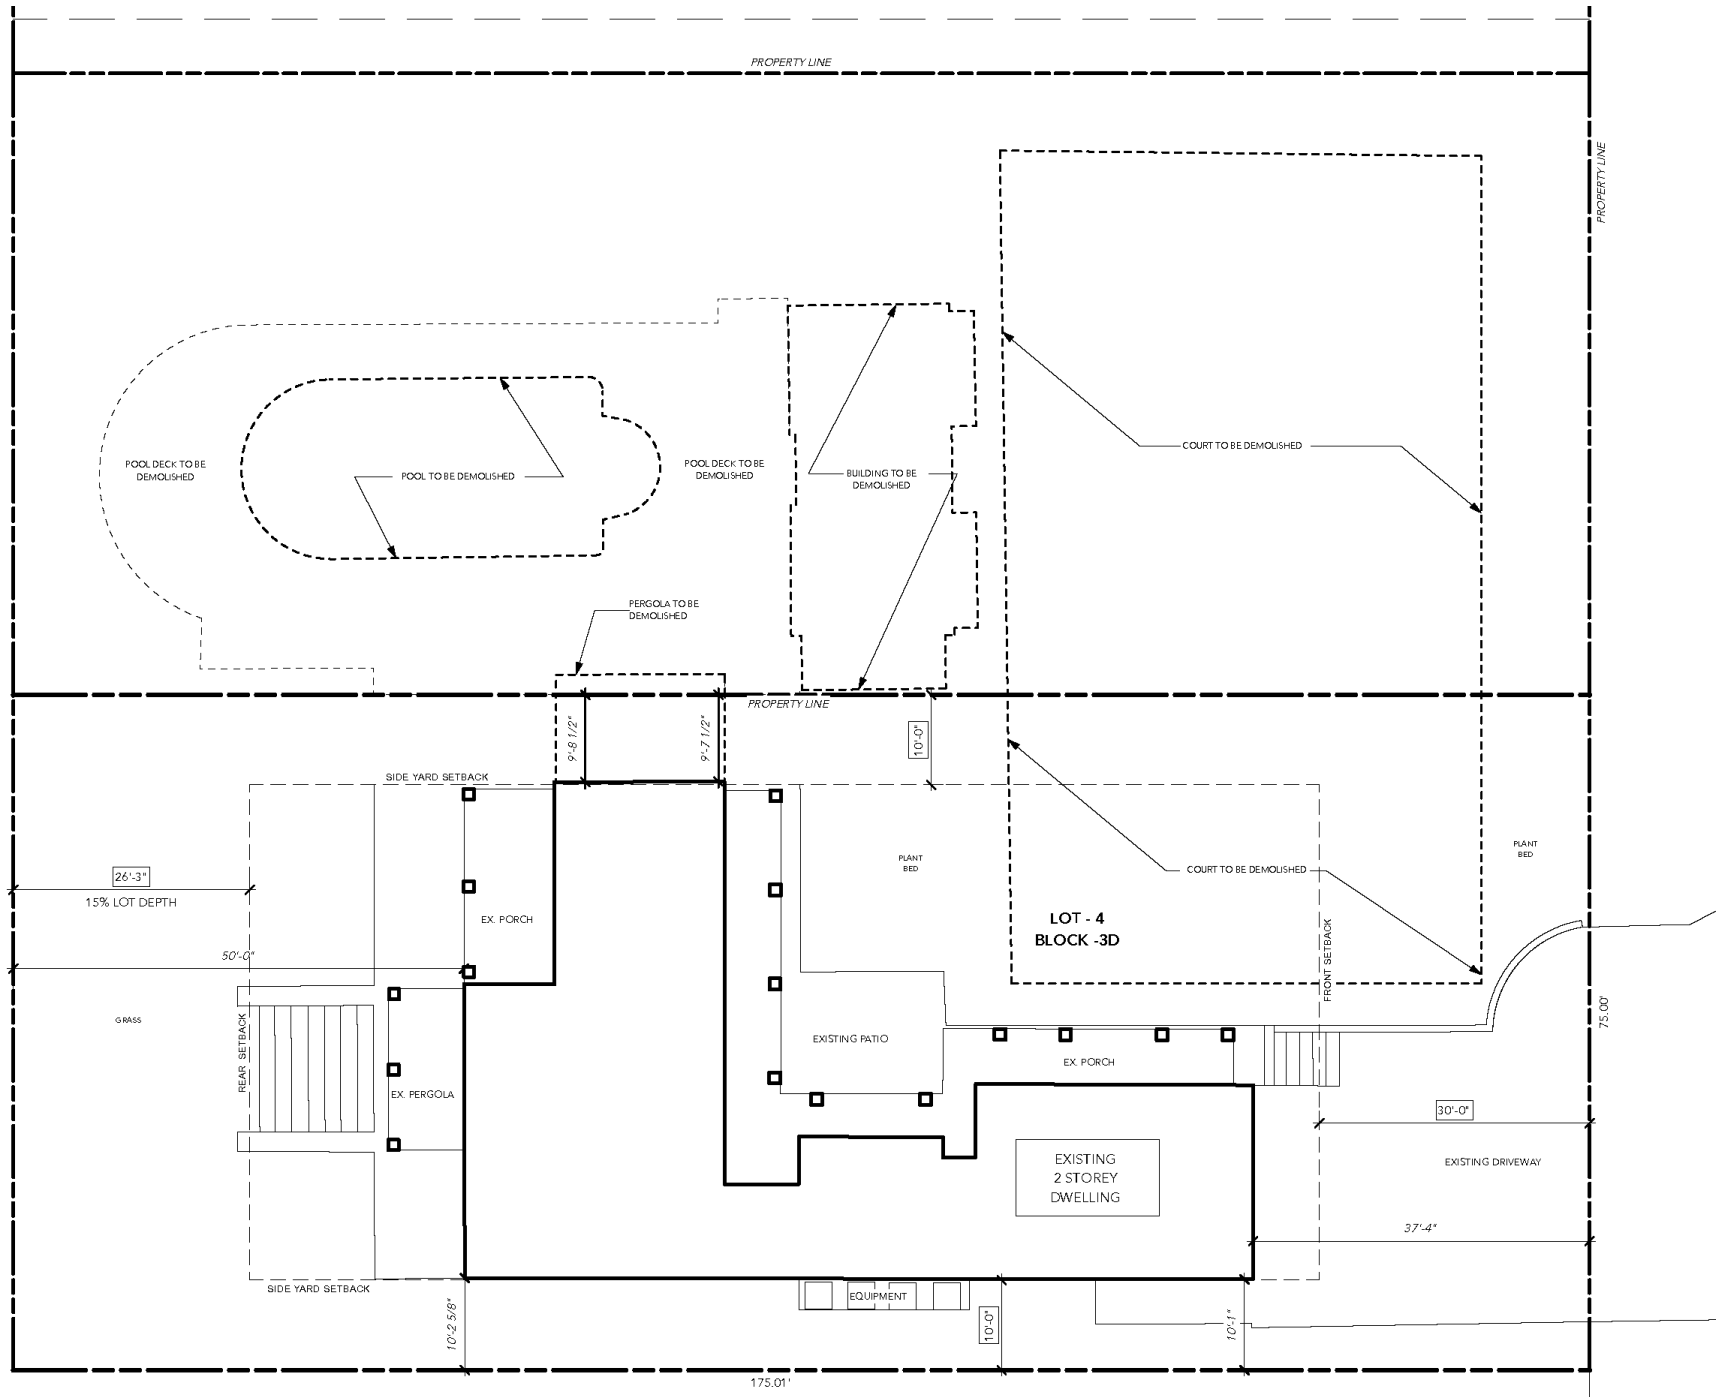 PROPERTY LINE
PROPERTY LINE
COURT TO BE DEMOLISHED
POOL DECK TO BE
DEMOLISHED
POOL TO BE DEMOLISHED
POOL DECK TO BE
DEMOLISHED
BUILDING TO BE
DEMOLISHED
PERGOLA TO BE
DEMOLISHED
PROPERTY LINE
9'-8 1/2"
9'-7 1/2"
10'-0"
SIDE YARD SETBACK
PLANT
BED
PLANT
BED
26'-3"
15% LOT DEPTH
COURT TO BE DEMOLISHED
EX. PORCH
LOT - 4
BLOCK -3D
50'-0"
FRONT SETBACK
GRASS
REAR SETBACK
75.00'
EXISTING PATIO
EX. PORCH
EX. PERGOLA
30'-0"
EXISTING
2 STOREY
DWELLING
EXISTING DRIVEWAY
37'-4"
SIDE YARD SETBACK
EQUIPMENT
10'-2 5/8"
10'-0"
10'-1"
175.01'